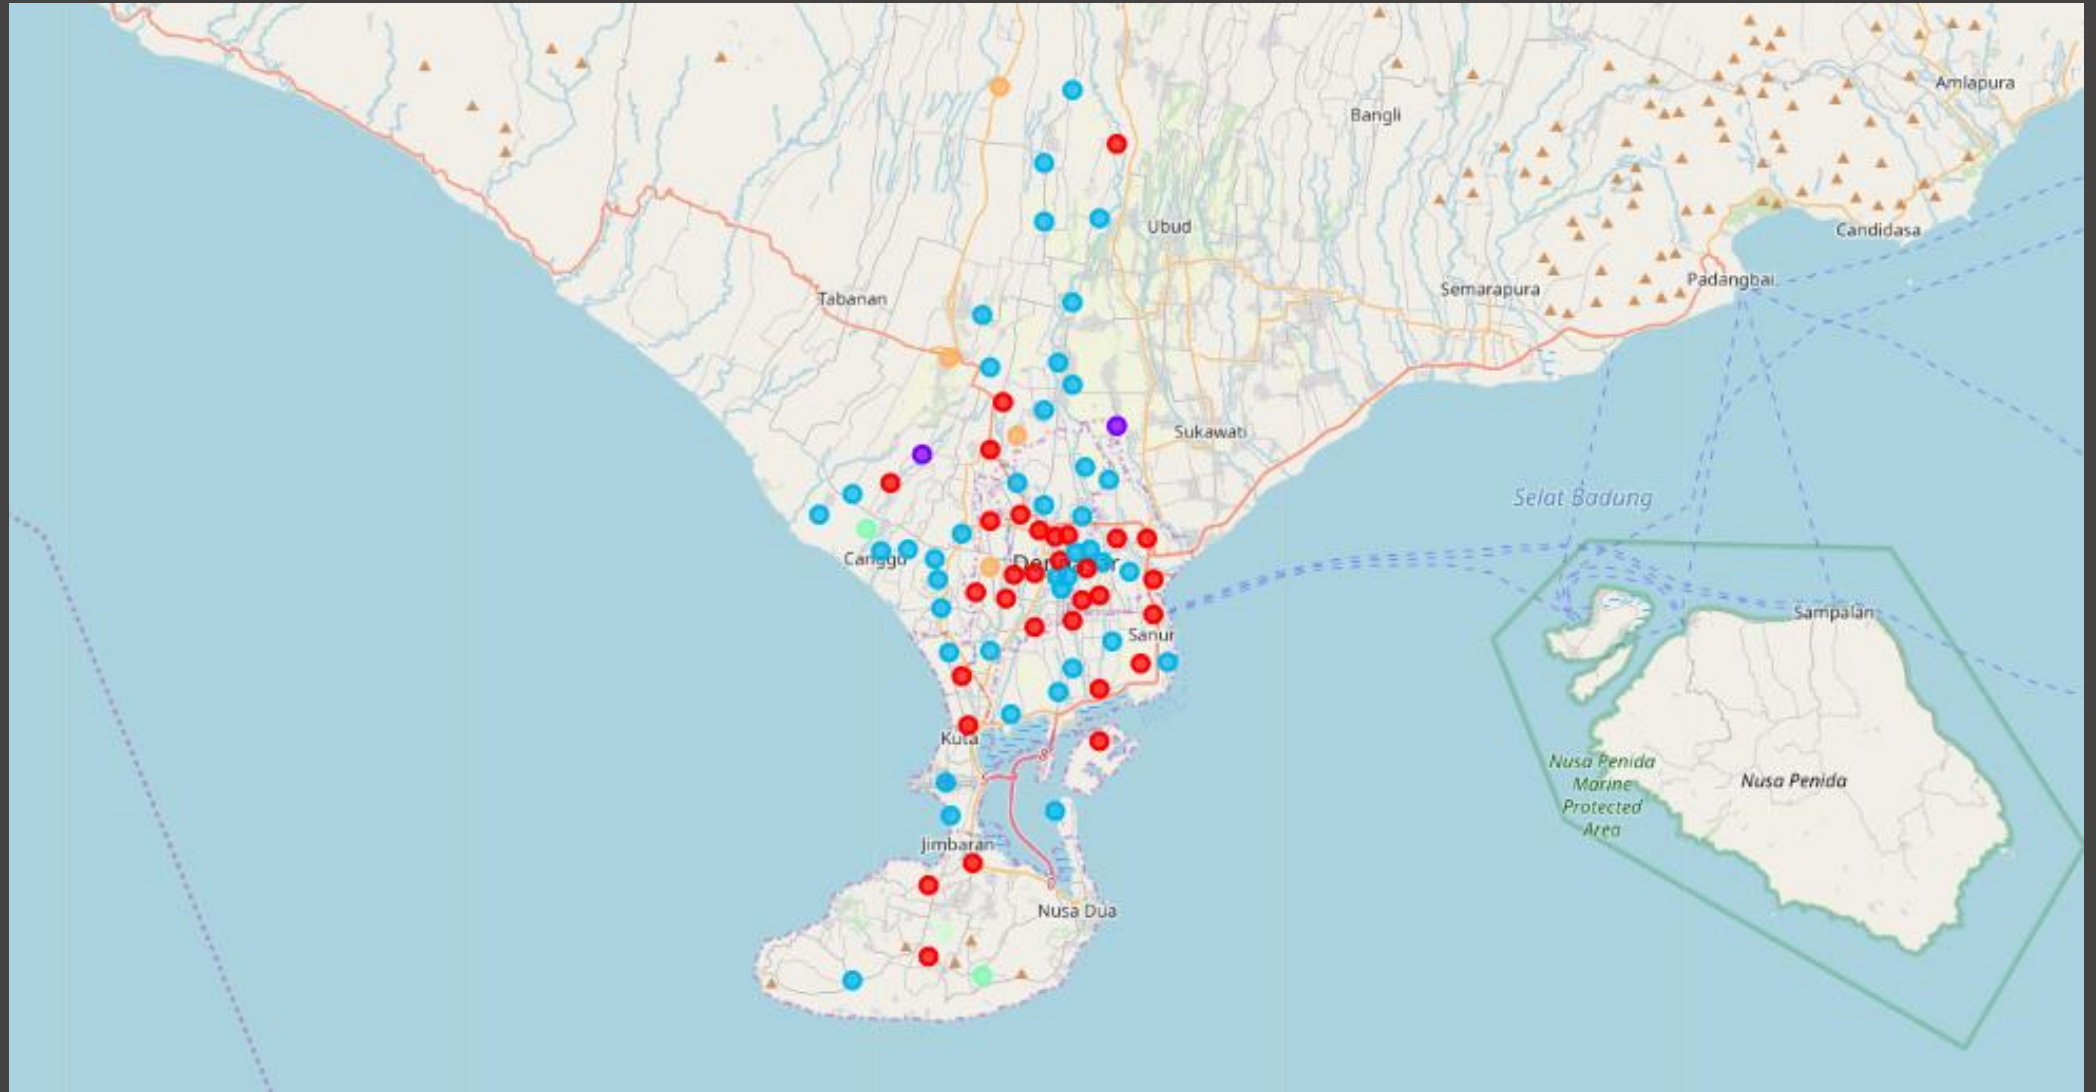 Amlapura
Bangli
Ubud
Candidasa
Padangbai
Semarapura
Tabanan
Sukawati
Selat Badung
Canggu
Denpasar
Sampalan
Sanur
Kuta
Nusa Penida
Marine
Protected
Area
Nusa Penida
Jimbaran
Nusa Dua